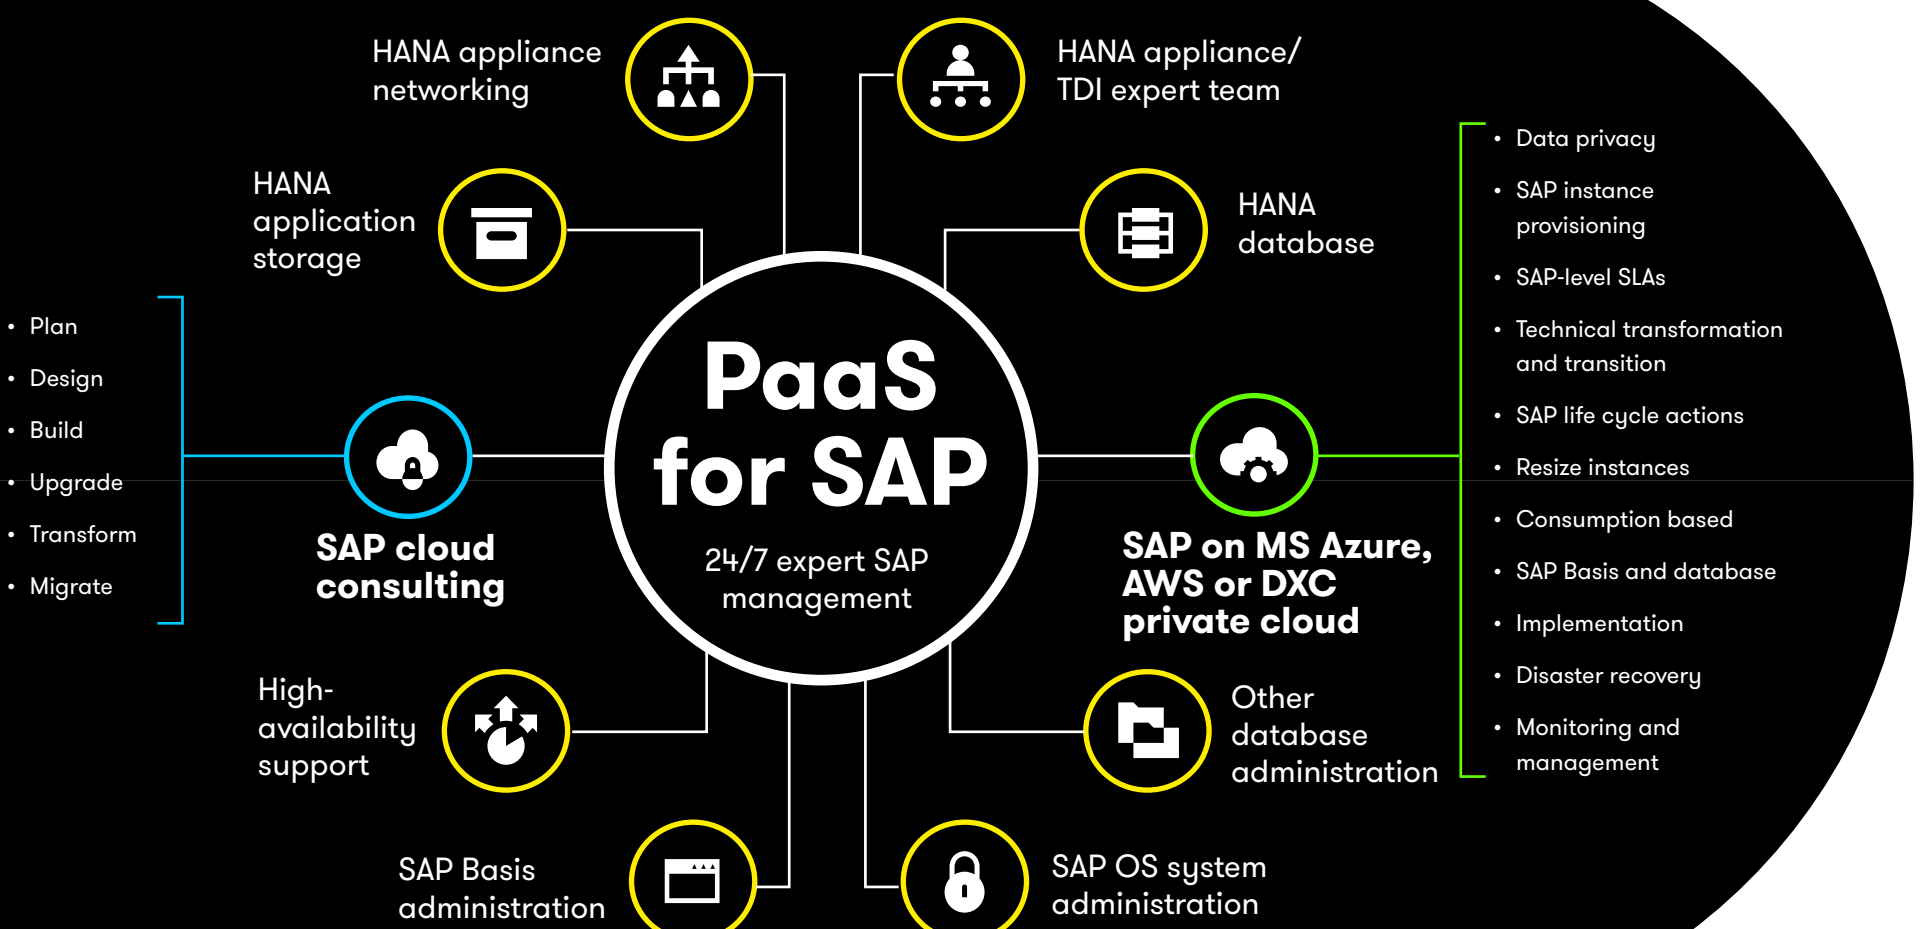 HANA appliance
networking
HANA appliance/
TDI expert team
HANA
application
storage
HANA
database
• Plan
• Design
• Build
• Upgrade
• Transform
• Migrate
SAP cloud
consulting
PaaS
for SAP
24/7 expert SAP
management
SAP on MS Azure,
AWS or DXC
private cloud
• Data privacy
• SAP instance
provisioning
• SAP-level SLAs
• Technical transformation
and transition
• SAP life cycle actions
• Resize instances
• Consumption based
• SAP Basis and database
• Implementation
• Disaster recovery
• Monitoring and
management
High-
availability
support
Other
database
administration
SAP Basis
administration
SAP OS system
administration